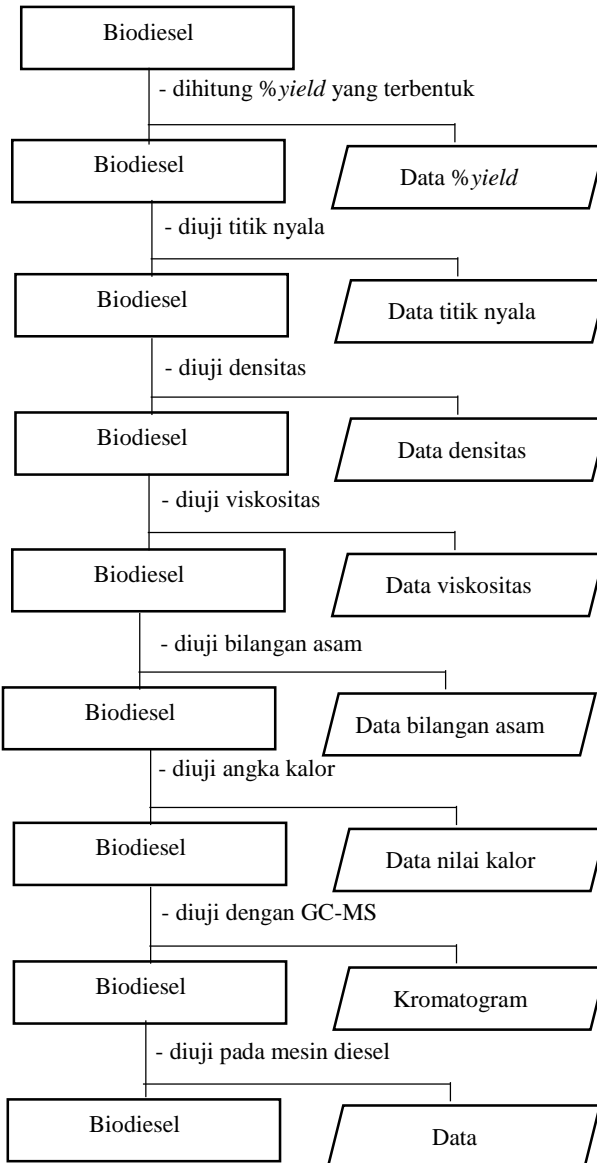 Biodiesel
- dihitung %yield yang terbentuk
Biodiesel
Data %yield
- diuji titik nyala
Biodiesel
Data titik nyala
- diuji densitas
Biodiesel
Data densitas
- diuji viskositas
Biodiesel
Data viskositas
- diuji bilangan asam
Biodiesel
Data bilangan asam
- diuji angka kalor
Biodiesel
Data nilai kalor
- diuji dengan GC-MS
Biodiesel
Kromatogram
- diuji pada mesin diesel
Biodiesel
Data